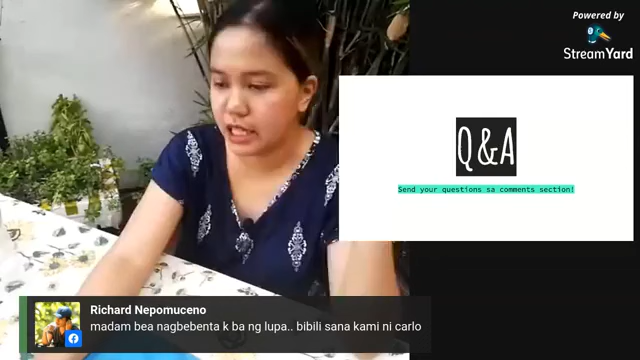 Powered by
StreamYard
Q&A
Send your questions sa comments section!
Richard Nepomuceno
madam bea nagbebenta k ba ng lupa.. bibili sana kami ni carlo